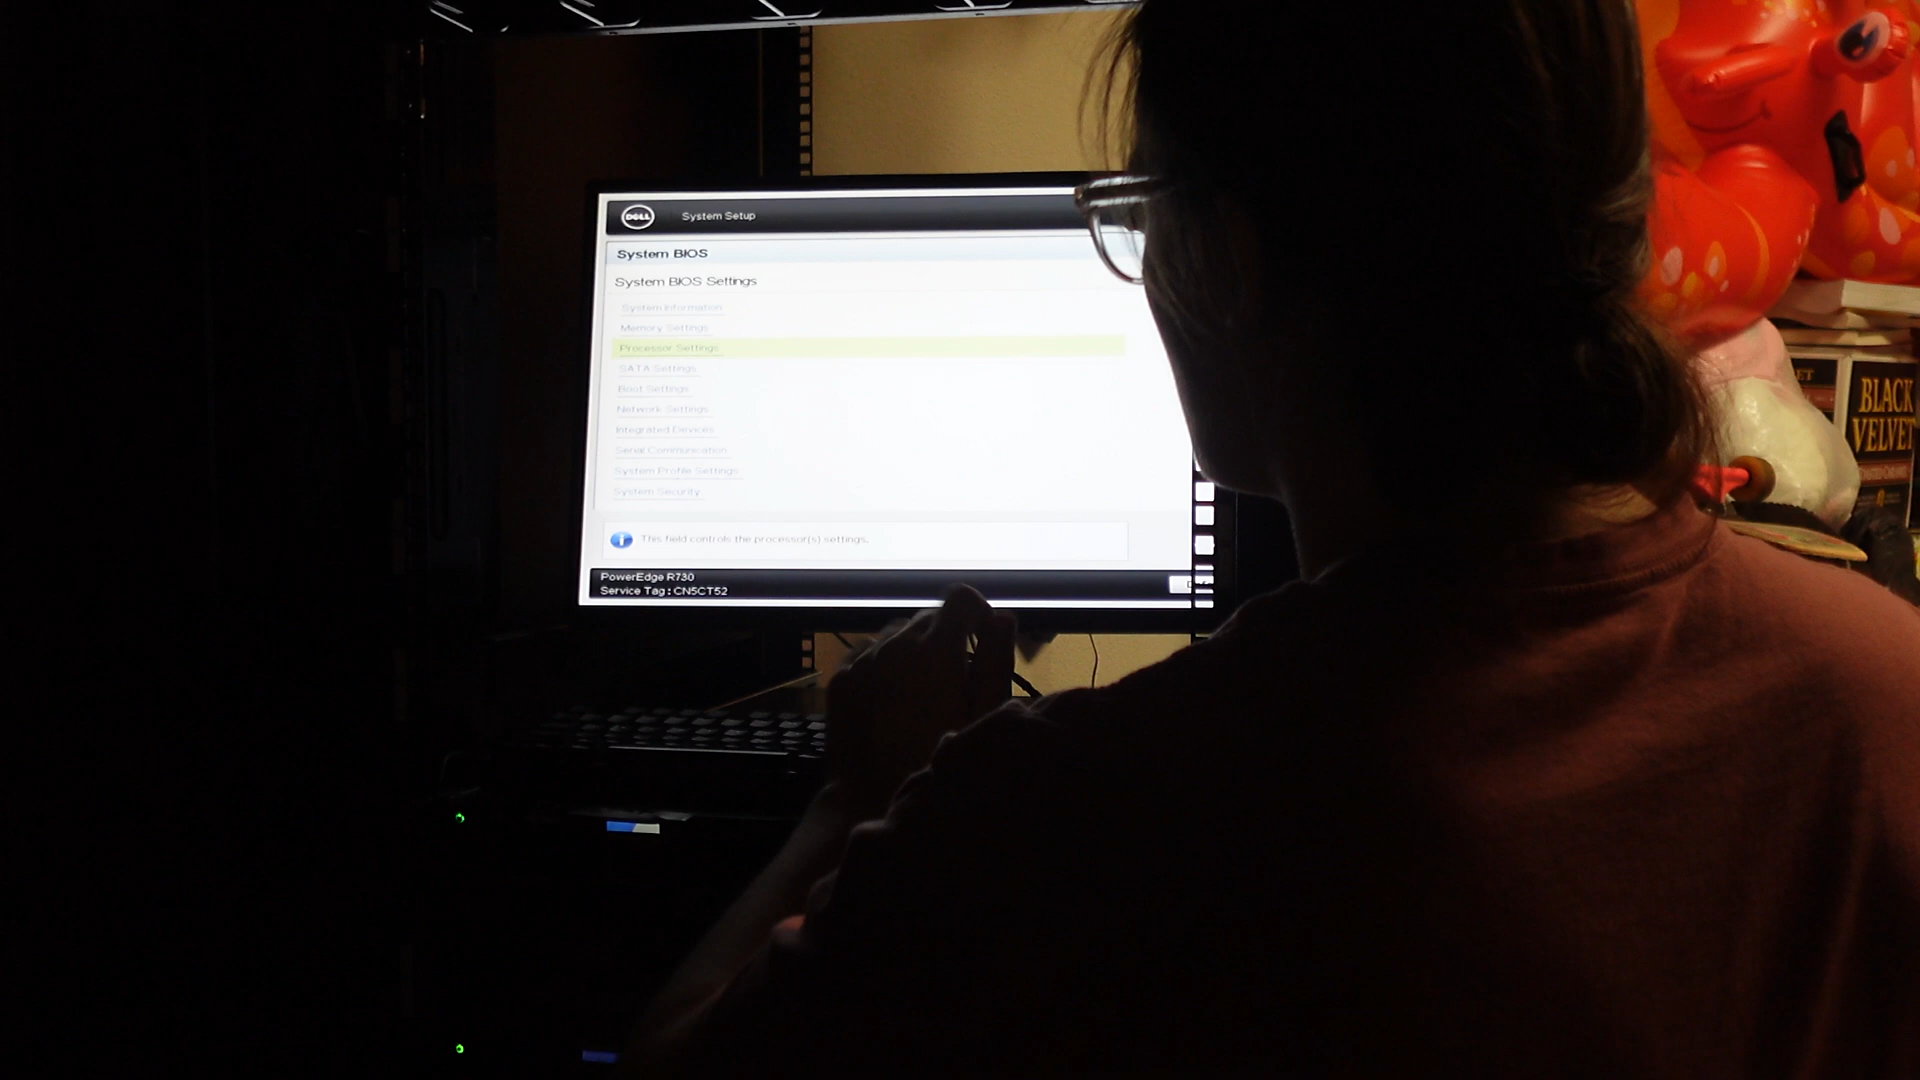 DELL
System Setup
System BIOS
System BIOS Settings
System Information
Memory Settings
Processor Settings
SATA Settings
Boot Settings
Network Settings
Integrated Devices
Serial Communication
System Profile Settings
System Security
This field controls the processor(s) settings.
PowerEdge R730
Service Tag : CN5CT52
BLACK
VELVET